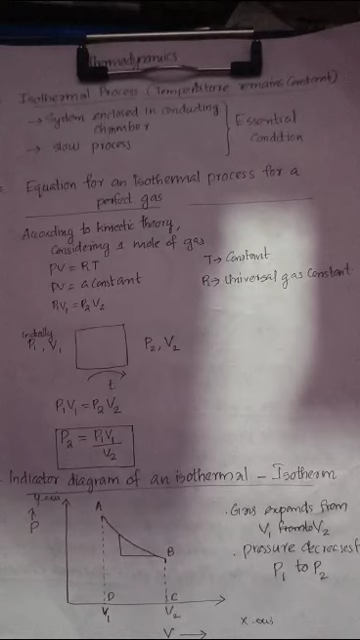 Thermodynamics
Isothermal Process (Temperature remains Constant)
→ System enclosed in conducting
chamber
→ slow process
Essential
Condition
Equation for an isothermal process for a
perfect gas
According to kinetic theory,
Considering 1 mole of gas
PV = RT
PV = a constant
P₁V₁ = P₂V₂
T → Constant
R → Universal gas constant
Initially
P₁, V₁
P₂, V₂
t
P₁V₁ = P₂V₂
P₂ = P₁V₁
V₂
Indicator diagram of an isothermal - Isotherm
y-axis
P
A
B
D
C
V₁
V₂
V →
x-axis
. Gas expands from
V₁ to V₂
. pressure decreases
P₁ to P₂